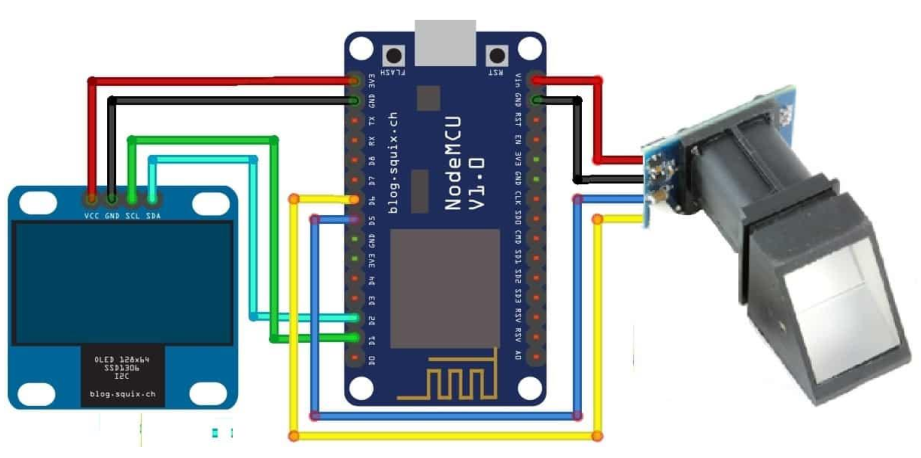 VCC GND SCL SDA
OLED 128x64
SSD1306
I2C
blog.squix.ch
FLASH
RST
3V3
GND
TX
RX
D8
D7
D6
D5
GND
3V3
D4
D3
D2
D1
D0
blog.squix.ch
NodeMCU
V1.0
Vin
GND
RST
EN
3V3
GND
CLK
SD0
CMD
SD1
SD2
SD3
RSV
RSV
A0